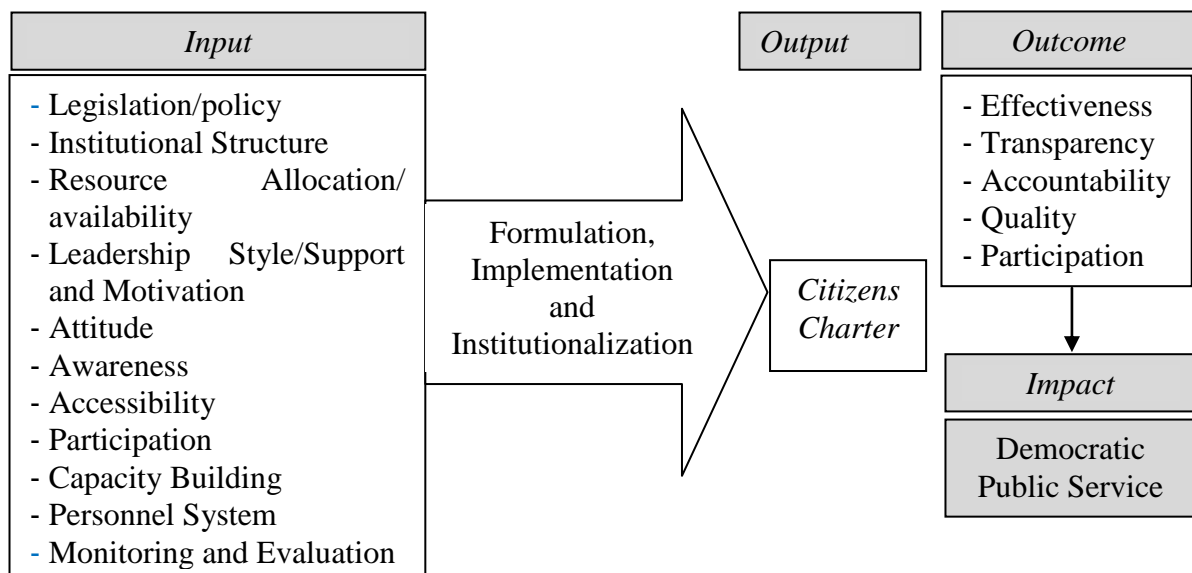 Input
- Legislation/policy
- Institutional Structure
- Resource Allocation/
availability
- Leadership Style/Support
and Motivation
- Attitude
- Awareness
- Accessibility
- Participation
- Capacity Building
- Personnel System
- Monitoring and Evaluation
Formulation,
Implementation
and
Institutionalization
Output
Citizens
Charter
Outcome
- Effectiveness
- Transparency
- Accountability
- Quality
- Participation
Impact
Democratic
Public Service